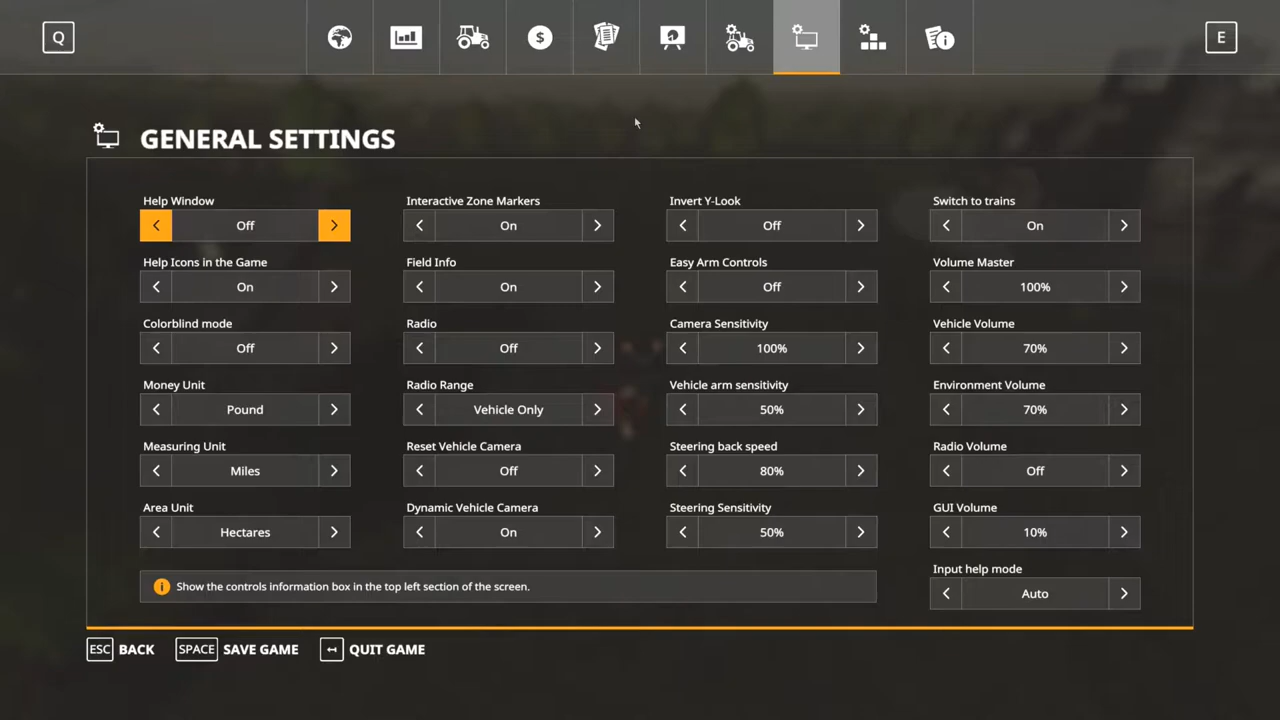 Q
$
E
GENERAL SETTINGS
Help Window
Off
Help Icons in the Game
On
Colorblind mode
Off
Money Unit
Pound
Measuring Unit
Miles
Area Unit
Hectares
Interactive Zone Markers
On
Field Info
On
Radio
Off
Radio Range
Vehicle Only
Reset Vehicle Camera
Off
Dynamic Vehicle Camera
On
Invert Y-Look
Off
Easy Arm Controls
Off
Camera Sensitivity
100%
Vehicle arm sensitivity
50%
Steering back speed
80%
Steering Sensitivity
50%
Switch to trains
On
Volume Master
100%
Vehicle Volume
70%
Environment Volume
70%
Radio Volume
Off
GUI Volume
10%
Input help mode
Auto
Show the controls information box in the top left section of the screen.
ESC BACK SPACE SAVE GAME ↔ QUIT GAME